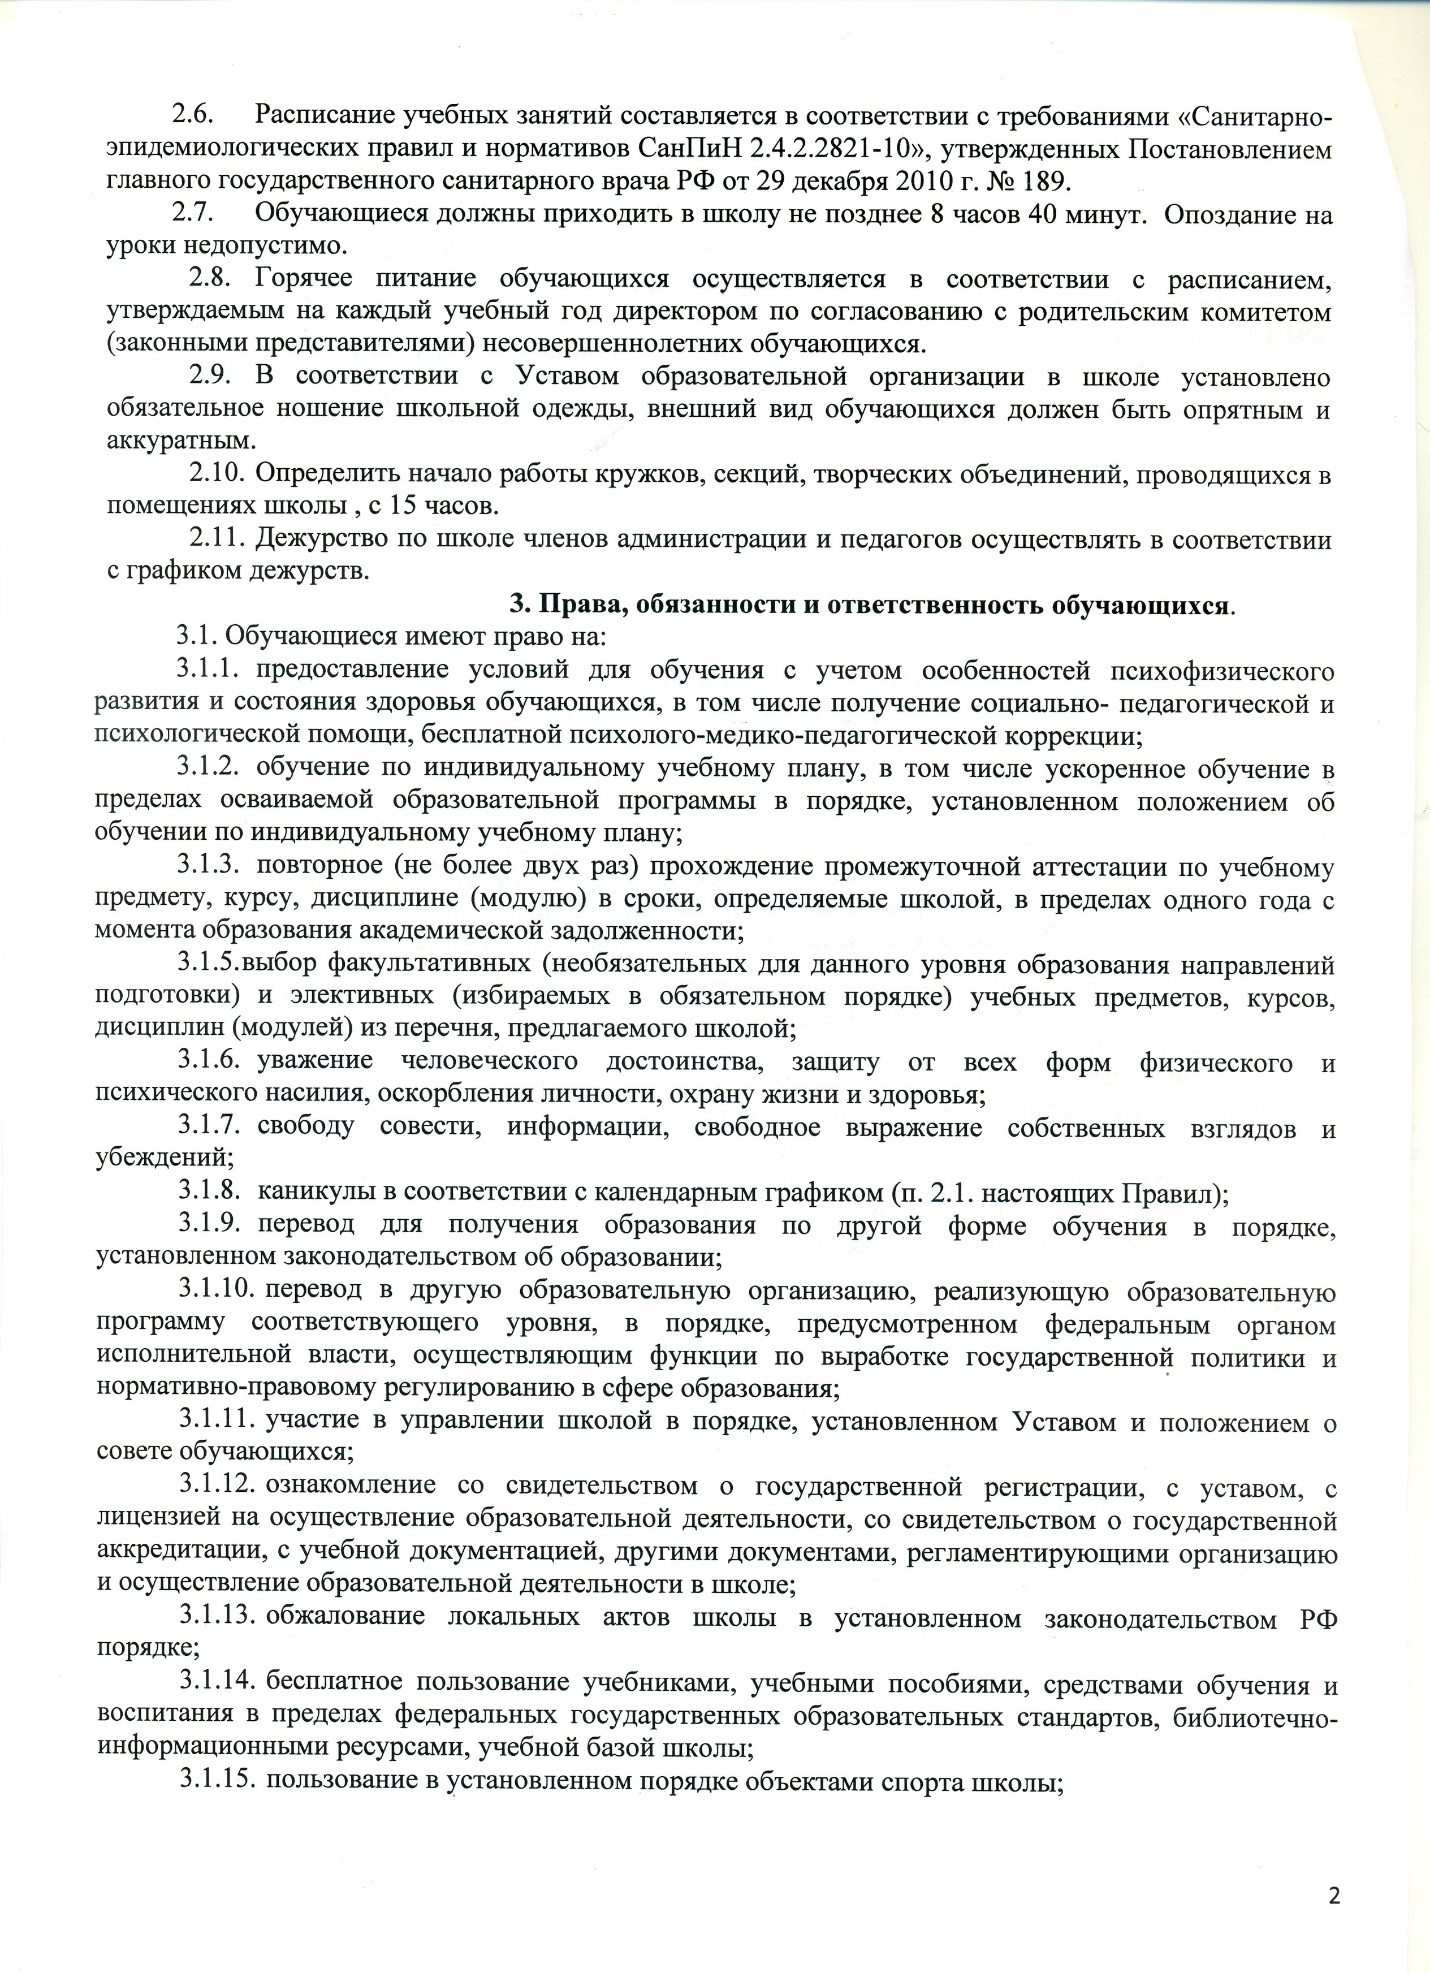 2.6. Расписание учебных занятий составляется в соответствии с требованиями «Санитарно-
эпидемиологических правил и нормативов СанПиН 2.4.2.2821-10», утвержденных Постановлением
главного государственного санитарного врача РФ от 29 декабря 2010 г. № 189.
2.7. Обучающиеся должны приходить в школу не позднее 8 часов 40 минут. Опоздание на
уроки недопустимо.
2.8. Горячее питание обучающихся осуществляется в соответствии с расписанием,
утверждаемым на каждый учебный год директором по согласованию с родительским комитетом
(законными представителями) несовершеннолетних обучающихся.
2.9. В соответствии с Уставом образовательной организации в школе установлено
обязательное ношение школьной одежды, внешний вид обучающихся должен быть опрятным и
аккуратным.
2.10. Определить начало работы кружков, секций, творческих объединений, проводящихся в
помещениях школы , с 15 часов.
2.11. Дежурство по школе членов администрации и педагогов осуществлять в соответствии
с графиком дежурств.
3. Права, обязанности и ответственность обучающихся.
3.1. Обучающиеся имеют право на:
3.1.1. предоставление условий для обучения с учетом особенностей психофизического
развития и состояния здоровья обучающихся, в том числе получение социально- педагогической и
психологической помощи, бесплатной психолого-медико-педагогической коррекции;
3.1.2. обучение по индивидуальному учебному плану, в том числе ускоренное обучение в
пределах осваиваемой образовательной программы в порядке, установленном положением об
обучении по индивидуальному учебному плану;
3.1.3. повторное (не более двух раз) прохождение промежуточной аттестации по учебному
предмету, курсу, дисциплине (модулю) в сроки, определяемые школой, в пределах одного года с
момента образования академической задолженности;
3.1.5.выбор факультативных (необязательных для данного уровня образования направлений
подготовки) и элективных (избираемых в обязательном порядке) учебных предметов, курсов,
дисциплин (модулей) из перечня, предлагаемого школой;
3.1.6. уважение человеческого достоинства, защиту от всех форм физического и
психического насилия, оскорбления личности, охрану жизни и здоровья;
3.1.7. свободу совести, информации, свободное выражение собственных взглядов и
убеждений;
3.1.8. каникулы в соответствии с календарным графиком (п. 2.1. настоящих Правил);
3.1.9. перевод для получения образования по другой форме обучения в порядке,
установленном законодательством об образовании;
3.1.10. перевод в другую образовательную организацию, реализующую образовательную
программу соответствующего уровня, в порядке, предусмотренном федеральным органом
исполнительной власти, осуществляющим функции по выработке государственной политики и
нормативно-правовому регулированию в сфере образования;
3.1.11. участие в управлении школой в порядке, установленном Уставом и положением о
совете обучающихся;
3.1.12. ознакомление со свидетельством о государственной регистрации, с уставом, с
лицензией на осуществление образовательной деятельности, со свидетельством о государственной
аккредитации, с учебной документацией, другими документами, регламентирующими организацию
и осуществление образовательной деятельности в школе;
3.1.13. обжалование локальных актов школы в установленном законодательством РФ
порядке;
3.1.14. бесплатное пользование учебниками, учебными пособиями, средствами обучения и
воспитания в пределах федеральных государственных образовательных стандартов, библиотечно-
информационными ресурсами, учебной базой школы;
3.1.15. пользование в установленном порядке объектами спорта школы;
2